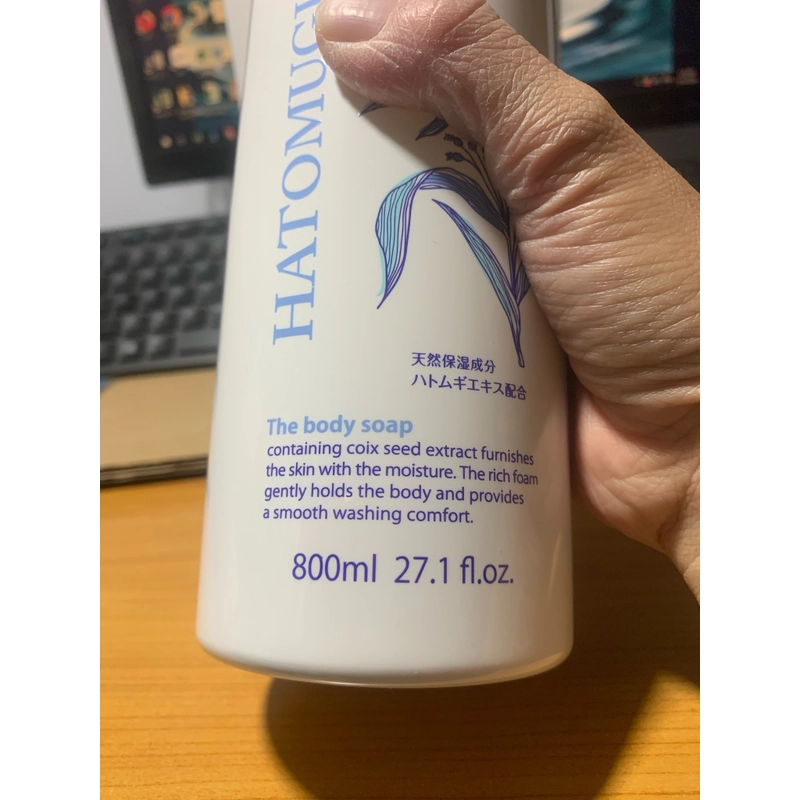 HATOMUG
天然保湿成分
ハトムギエキス配合
The body soap
containing coix seed extract furnishes
the skin with the moisture. The rich foam
gently holds the body and provides
a smooth washing comfort.
800ml 27.1 fl.oz.